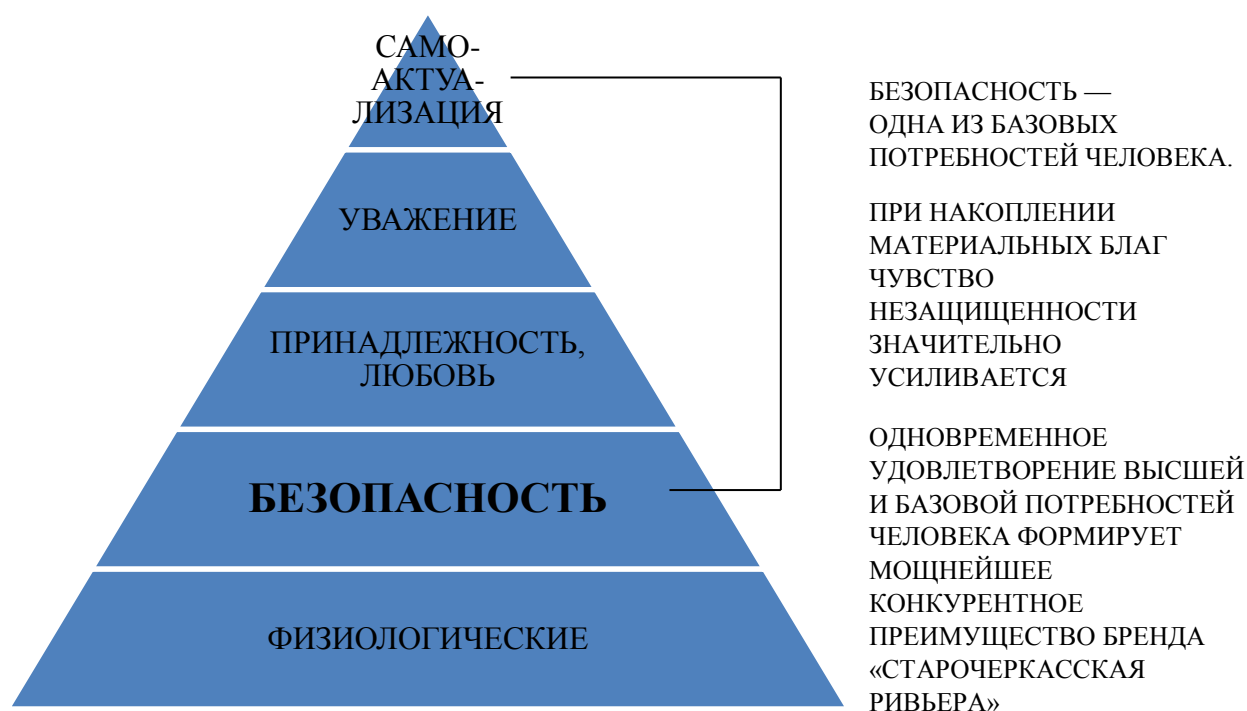 САМО-
АКТУА-
ЛИЗАЦИЯ
УВАЖЕНИЕ
ПРИНАДЛЕЖНОСТЬ,
ЛЮБОВЬ
БЕЗОПАСНОСТЬ
ФИЗИОЛОГИЧЕСКИЕ
БЕЗОПАСНОСТЬ —
ОДНА ИЗ БАЗОВЫХ
ПОТРЕБНОСТЕЙ ЧЕЛОВЕКА.
ПРИ НАКОПЛЕНИИ
МАТЕРИАЛЬНЫХ БЛАГ
ЧУВСТВО
НЕЗАЩИЩЕННОСТИ
ЗНАЧИТЕЛЬНО
УСИЛИВАЕТСЯ
ОДНОВРЕМЕННОЕ
УДОВЛЕТВОРЕНИЕ ВЫСШЕЙ
И БАЗОВОЙ ПОТРЕБНОСТЕЙ
ЧЕЛОВЕКА ФОРМИРУЕТ
МОЩНЕЙШЕЕ
КОНКУРЕНТНОЕ
ПРЕИМУЩЕСТВО БРЕНДА
«СТАРОЧЕРКАССКАЯ
РИВЬЕРА»